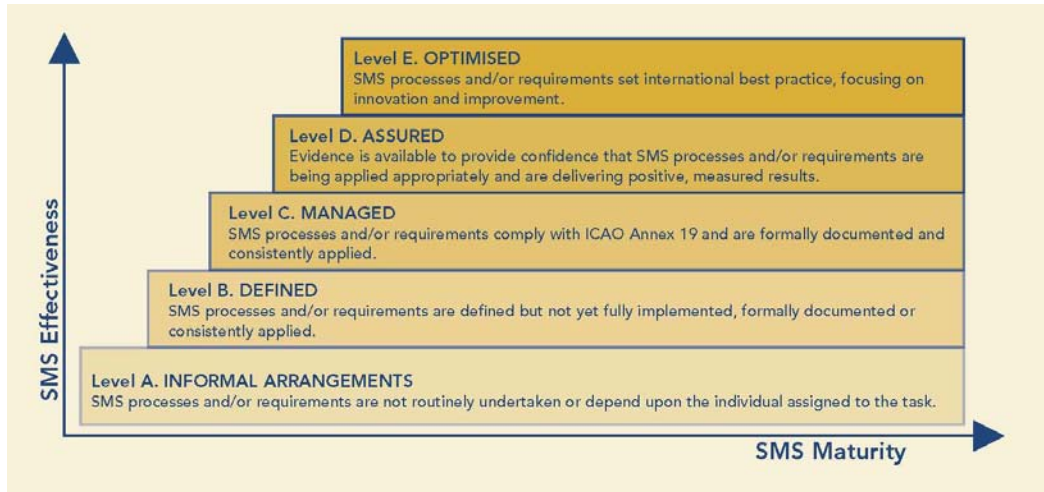 Level E. OPTIMISED
SMS processes and/or requirements set international best practice, focusing on
innovation and improvement.
Level D. ASSURED
Evidence is available to provide confidence that SMS processes and/or requirements are
being applied appropriately and are delivering positive, measured results.
Level C. MANAGED
SMS processes and/or requirements comply with ICAO Annex 19 and are formally documented and
consistently applied.
Level B. DEFINED
SMS processes and/or requirements are defined but not yet fully implemented, formally documented or
consistently applied.
Level A. INFORMAL ARRANGEMENTS
SMS processes and/or requirements are not routinely undertaken or depend upon the individual assigned to the task.
SMS Effectiveness
SMS Maturity